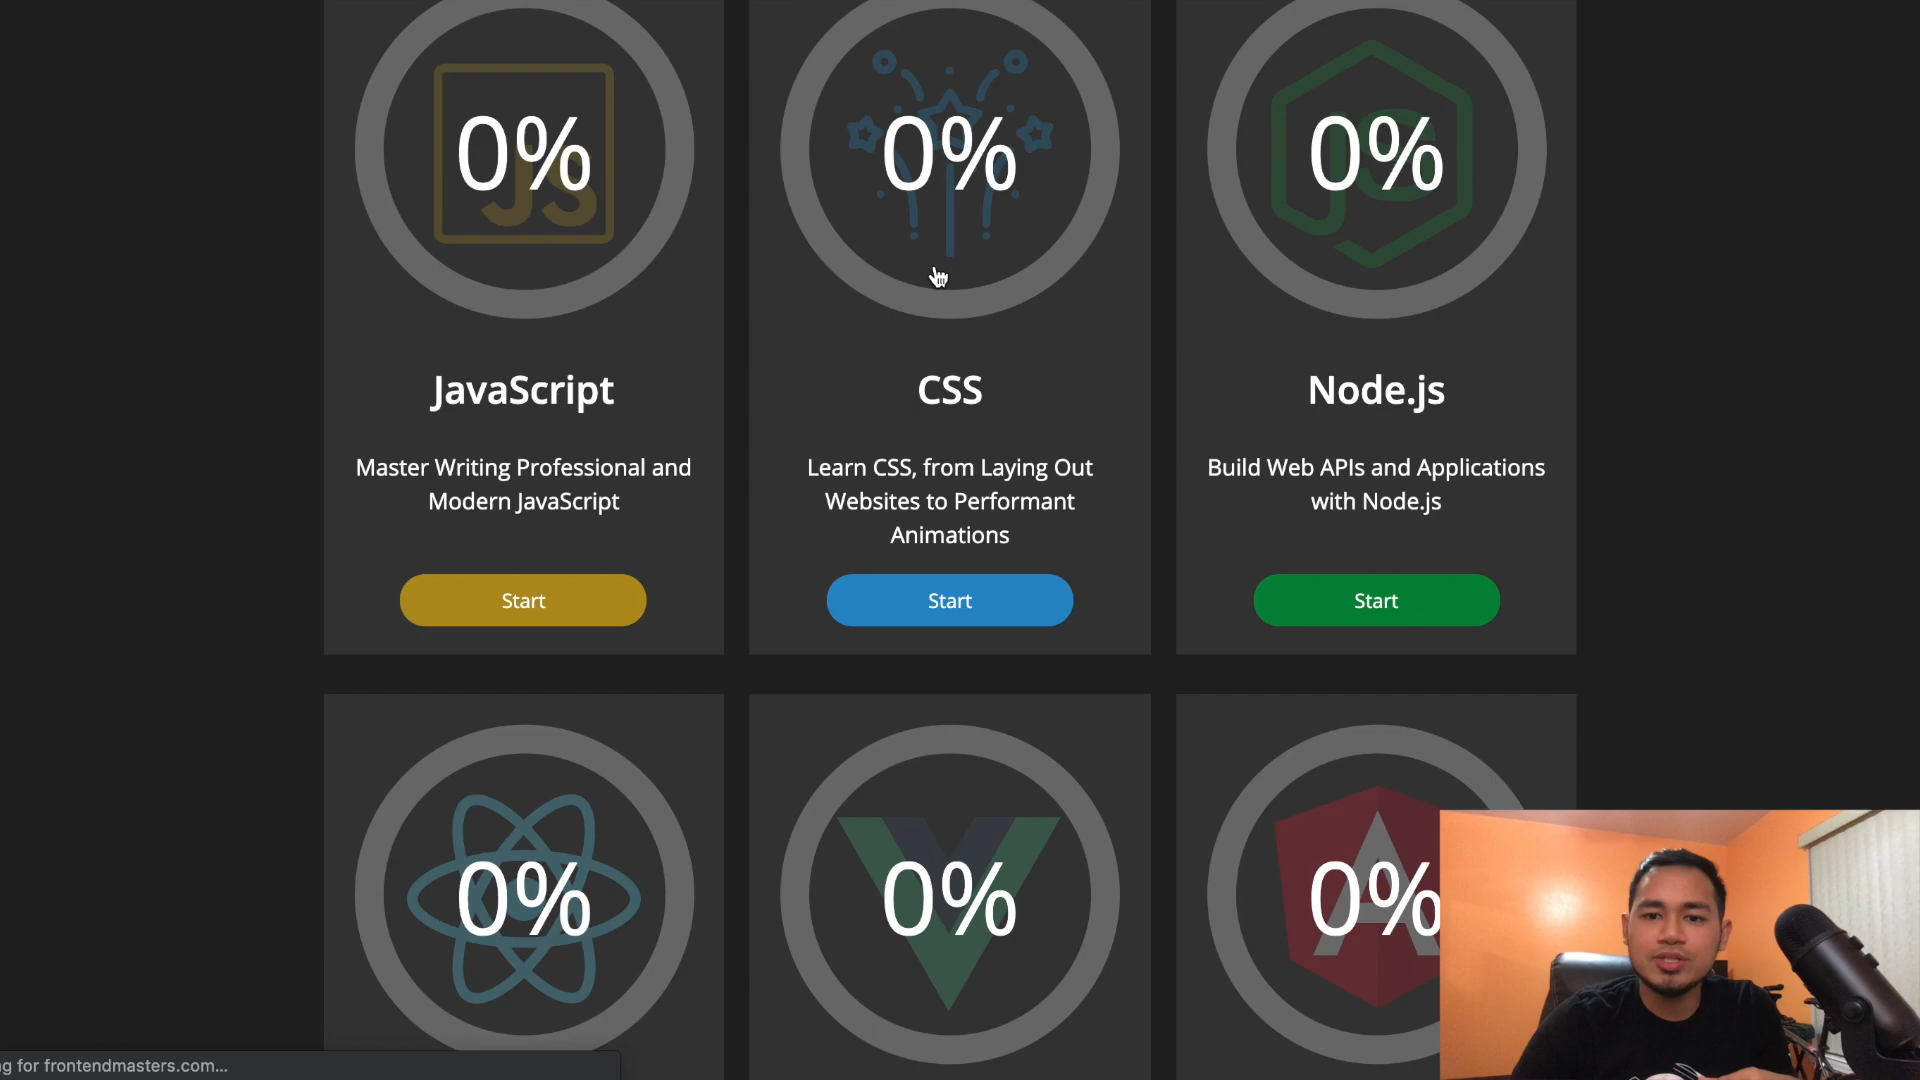 0%
0%
0%
JS
JS
JavaScript
CSS
Node.js
Master Writing Professional and
Modern JavaScript
Learn CSS, from Laying Out
Websites to Performant
Animations
Build Web APIs and Applications
with Node.js
Start
Start
Start
0%
0%
0%
g for frontendmasters.com...